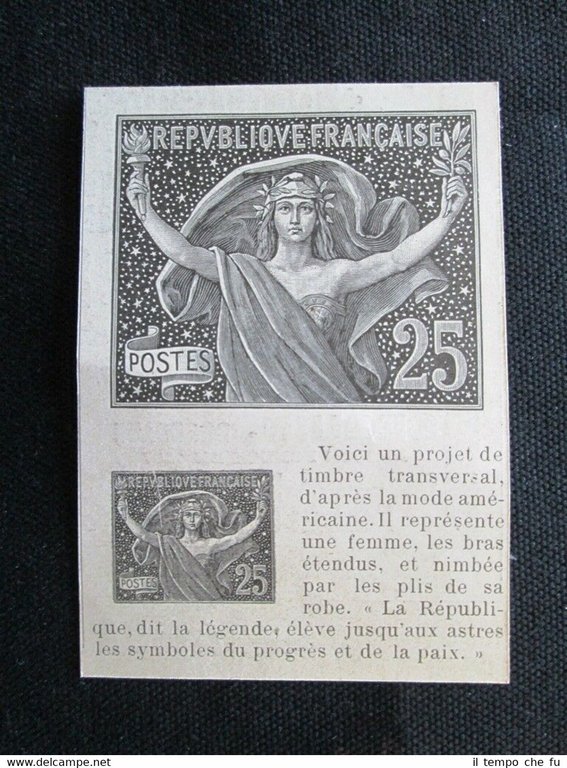 REPVBLIQVE FRANÇAISE
POSTES
25
Voici un projet de
timbre transversal,
d'après la mode amé-
ricaine. Il représente
une femme, les bras
étendus, et nimbée
par les plis de sa
robe. « La Républi-
que, dit la légende, élève jusqu'aux astres
les symboles du progrès et de la paix. »
REPVBLIQVE FRANÇAISE
POSTES
25
www.maremagnum.com
il tempo che fu